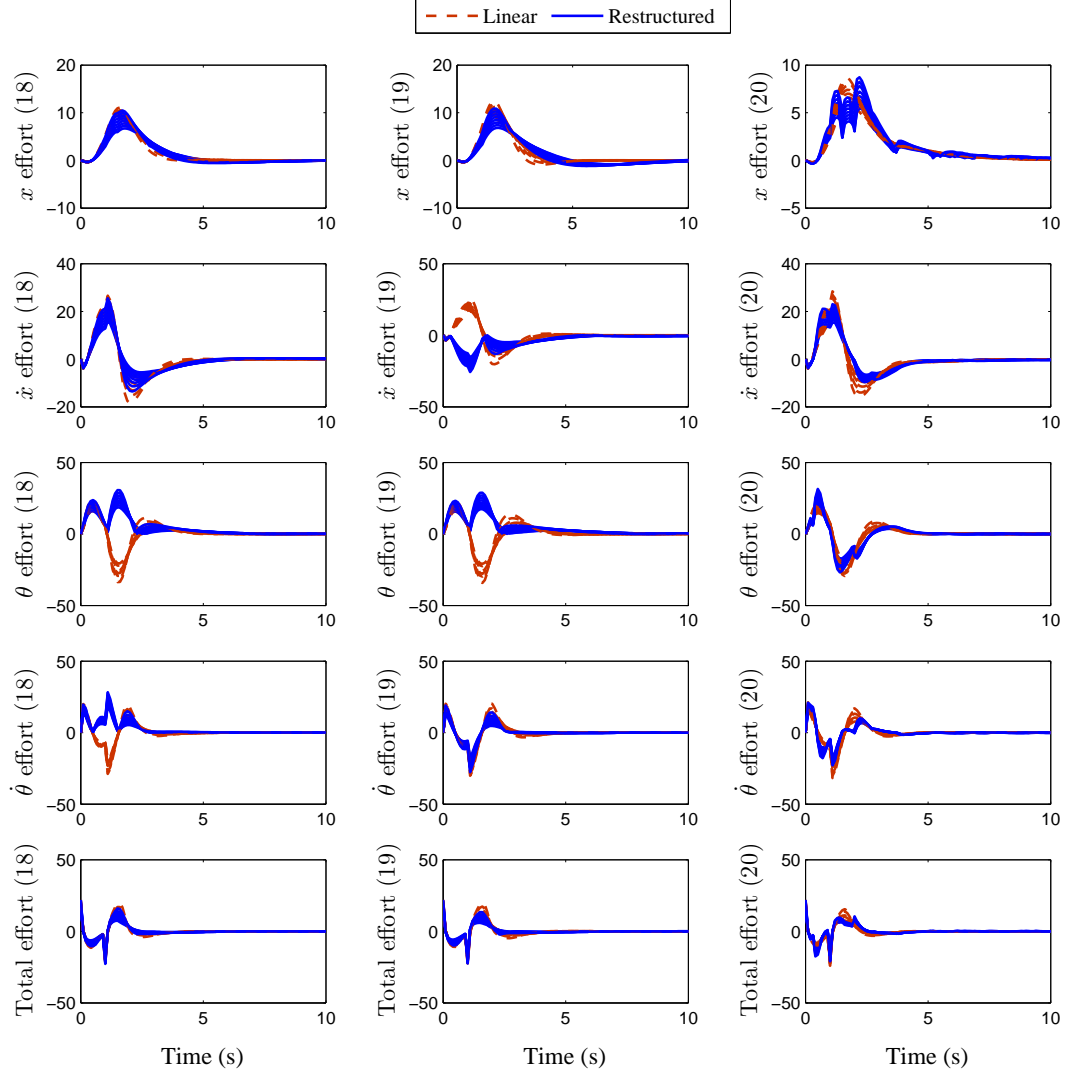 Linear Restructured
x effort (18)
20
10
0
−10
0 5 10
x effort (19)
20
10
0
−10
0 5 10
x effort (20)
10
5
0
−5
0 5 10
ẋ effort (18)
40
20
0
−20
0 5 10
ẋ effort (19)
50
0
−50
0 5 10
ẋ effort (20)
40
20
0
−20
0 5 10
θ effort (18)
50
0
−50
0 5 10
θ effort (19)
50
0
−50
0 5 10
θ effort (20)
50
0
−50
0 5 10
θ̇ effort (18)
50
0
−50
0 5 10
θ̇ effort (19)
50
0
−50
0 5 10
θ̇ effort (20)
50
0
−50
0 5 10
Total effort (18)
50
0
−50
0 5 10
Time (s)
Total effort (19)
50
0
−50
0 5 10
Time (s)
Total effort (20)
50
0
−50
0 5 10
Time (s)